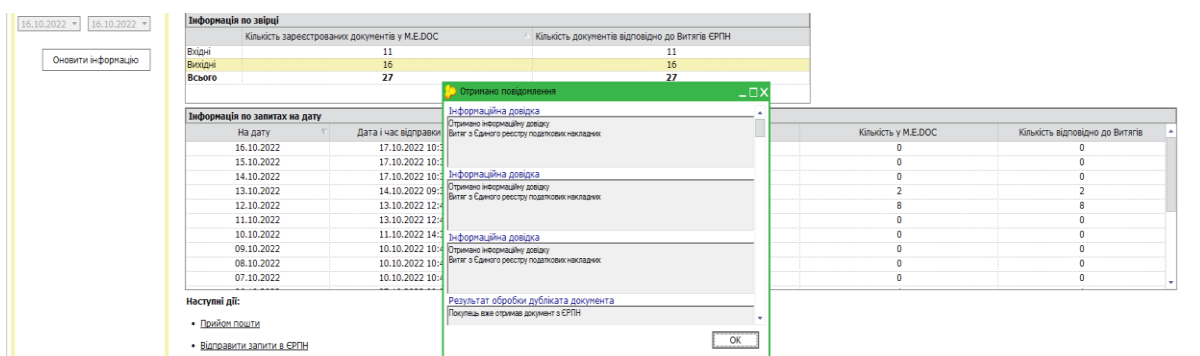 16.10.2022 16.10.2022
Оновити інформацію
Інформація по звірці
Кількість зареєстрованих документів у M.E.DOC Кількість документів відповідно до Витягів ЄРПН
Вхідні 11 11
Вихідні 16 16
Всього 27 27
Отримано повідомлення
Інформаційна довідка
Отримано інформаційну довідку
Витяг з Єдиного реєстру податкових накладних
Інформаційна довідка
Отримано інформаційну довідку
Витяг з Єдиного реєстру податкових накладних
Інформаційна довідка
Отримано інформаційну довідку
Витяг з Єдиного реєстру податкових накладних
Результат обробки дубліката документа
Покупець вже отримав документ з ЄРПН
OK
Інформація по запитах на дату
На дату Дата і час відправки Кількість у M.E.DOC Кількість відповідно до Витягів
16.10.2022 17.10.2022 10: 0 0
15.10.2022 17.10.2022 10: 0 0
14.10.2022 17.10.2022 10: 0 0
13.10.2022 14.10.2022 09: 2 2
12.10.2022 13.10.2022 12: 8 8
11.10.2022 13.10.2022 12: 0 0
10.10.2022 11.10.2022 14: 0 0
09.10.2022 10.10.2022 10: 0 0
08.10.2022 10.10.2022 10: 0 0
07.10.2022 10.10.2022 10: 0 0
Наступні дії:
• Прийом пошти
• Відправити запити в ЄРПН